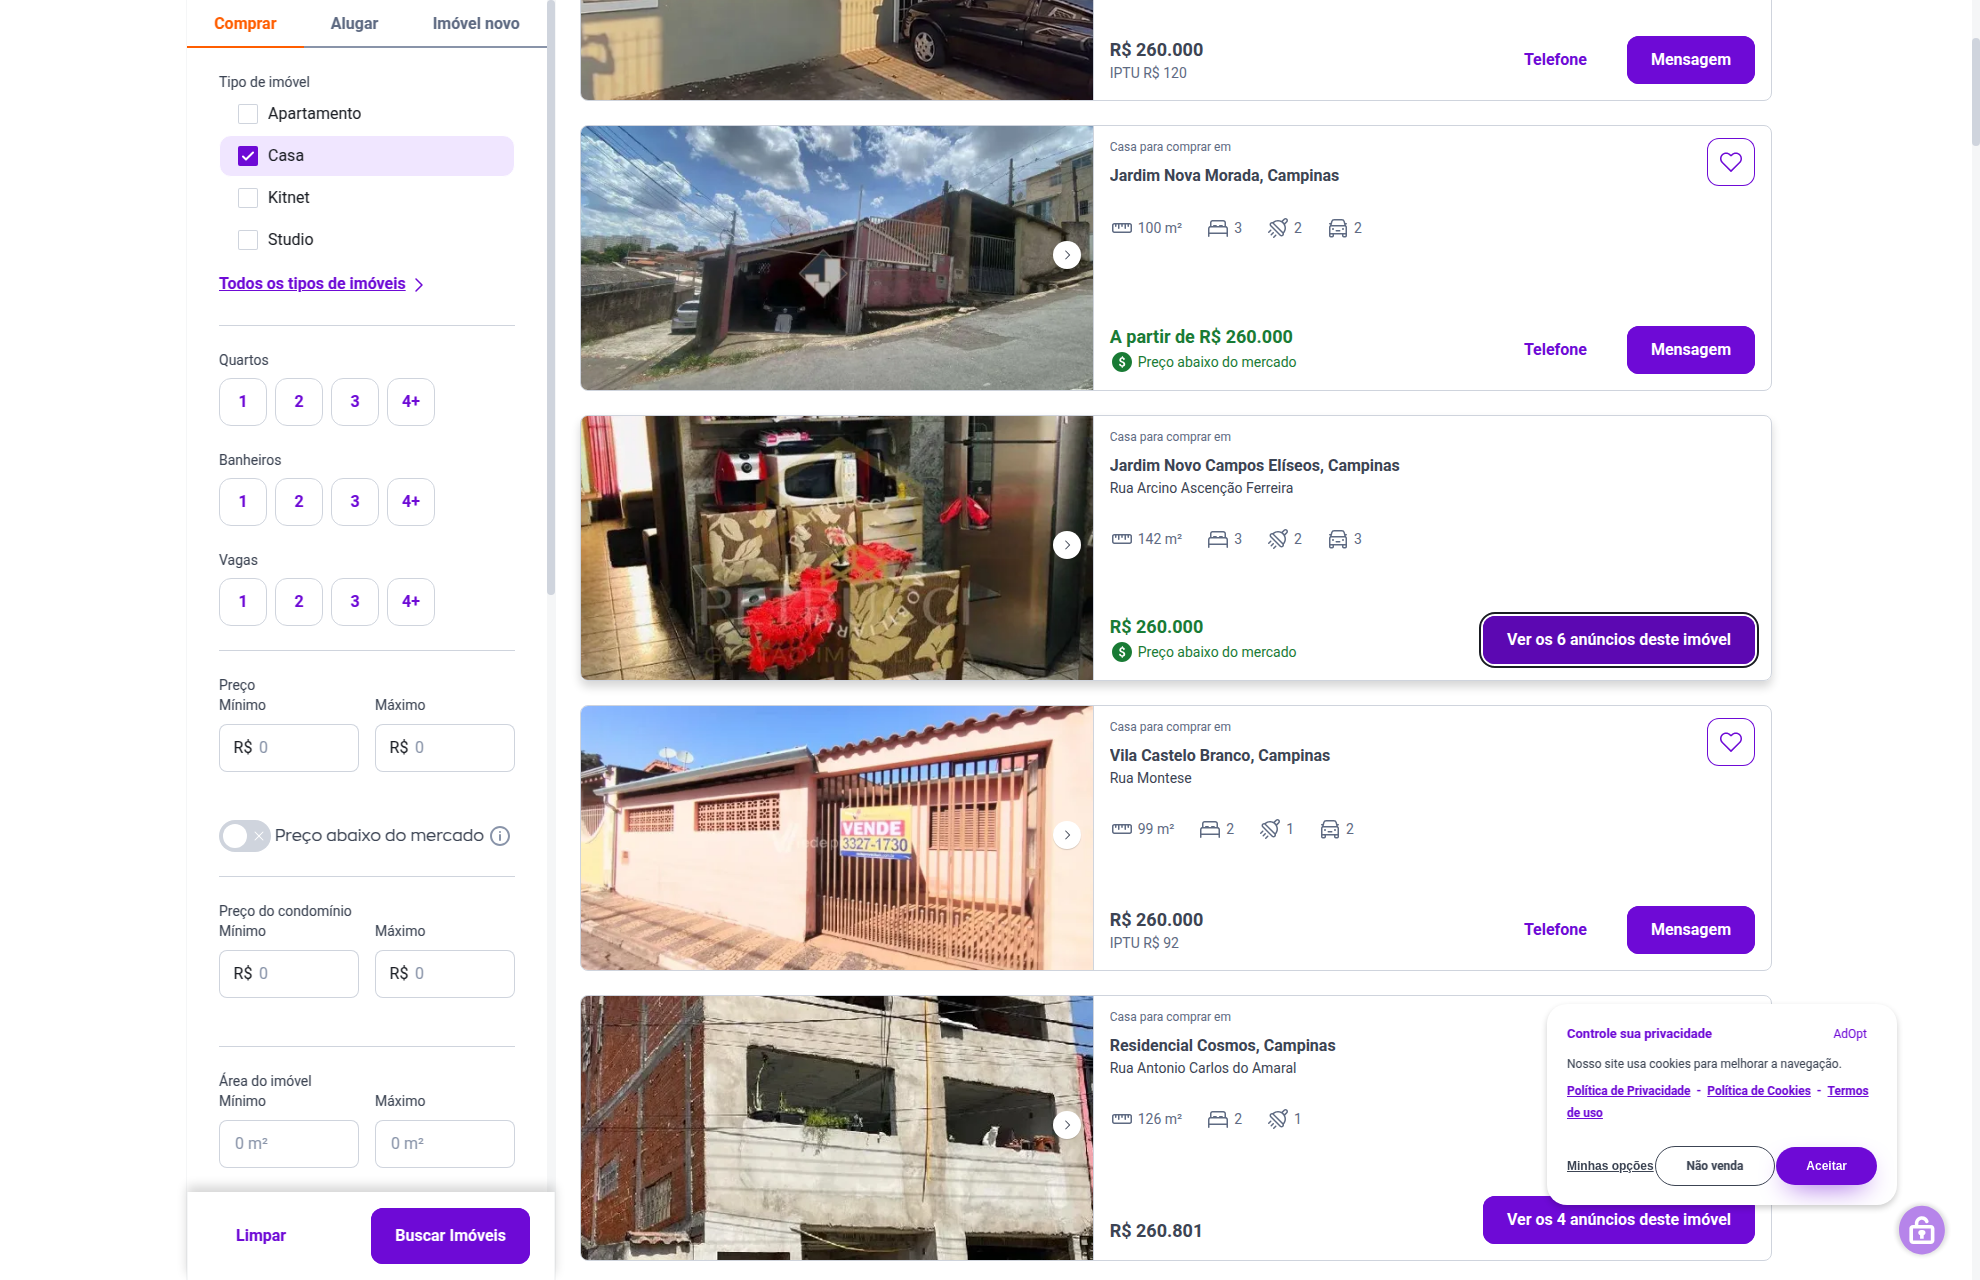 Comprar
Alugar
Imóvel novo
Tipo de imóvel
Apartamento
Casa
Kitnet
Studio
Todos os tipos de imóveis
Quartos
1
2
3
4+
Banheiros
1
2
3
4+
Vagas
1
2
3
4+
Preço
Mínimo
Máximo
R$ 0
R$ 0
Preço abaixo do mercado
Preço do condomínio
Mínimo
Máximo
R$ 0
R$ 0
Área do imóvel
Mínimo
Máximo
0 m²
0 m²
Limpar
Buscar Imóveis
R$ 260.000
IPTU R$ 120
Telefone
Mensagem
Casa para comprar em
Jardim Nova Morada, Campinas
100 m²
3
2
2
A partir de R$ 260.000
$ Preço abaixo do mercado
Telefone
Mensagem
PETRUCCI
Casa para comprar em
Jardim Novo Campos Elíseos, Campinas
Rua Arcino Ascenção Ferreira
142 m²
3
2
3
R$ 260.000
$ Preço abaixo do mercado
Ver os 6 anúncios deste imóvel
VENDE
3327-1730
Casa para comprar em
Vila Castelo Branco, Campinas
Rua Montese
99 m²
2
1
2
R$ 260.000
IPTU R$ 92
Telefone
Mensagem
Casa para comprar em
Residencial Cosmos, Campinas
Rua Antonio Carlos do Amaral
126 m²
2
1
R$ 260.801
Ver os 4 anúncios deste imóvel
Controle sua privacidade
AdOpt
Nosso site usa cookies para melhorar a navegação.
Política de Privacidade - Política de Cookies - Termos
de uso
Minhas opções
Não venda
Aceitar